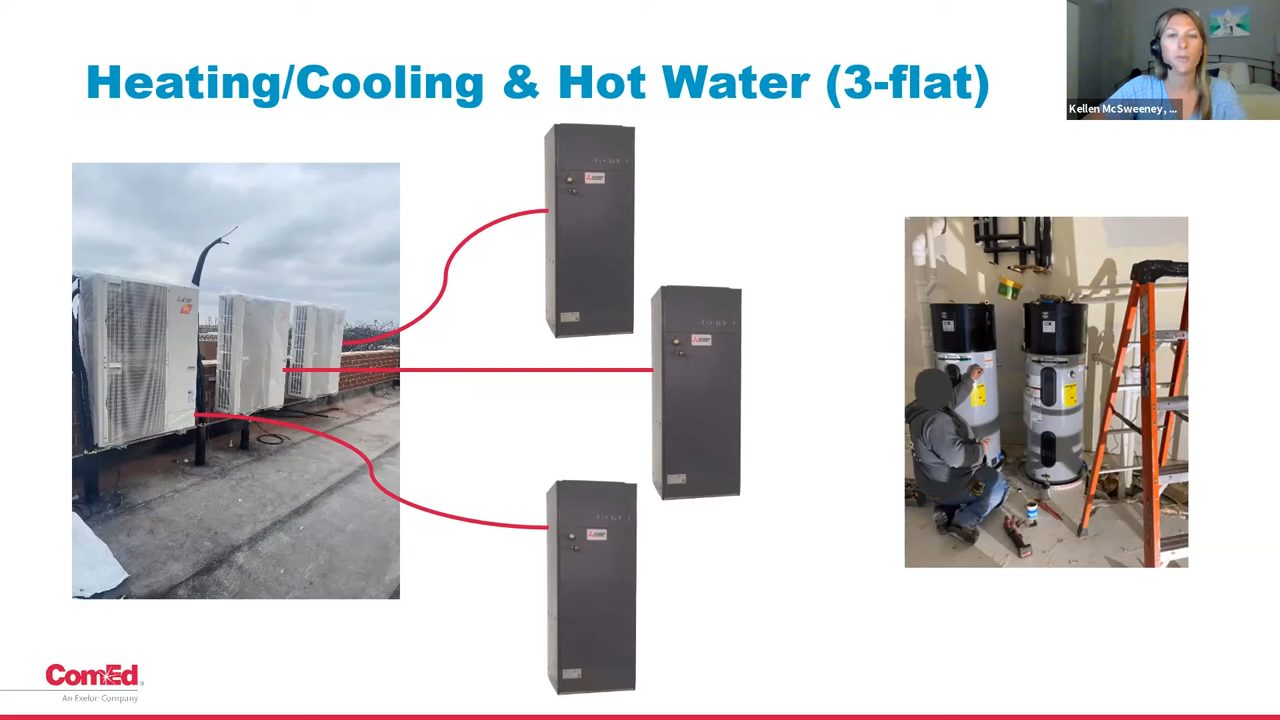 Heating/Cooling & Hot Water (3-flat)
Kellen McSweeney, ...
ComEd
An Exelon Company